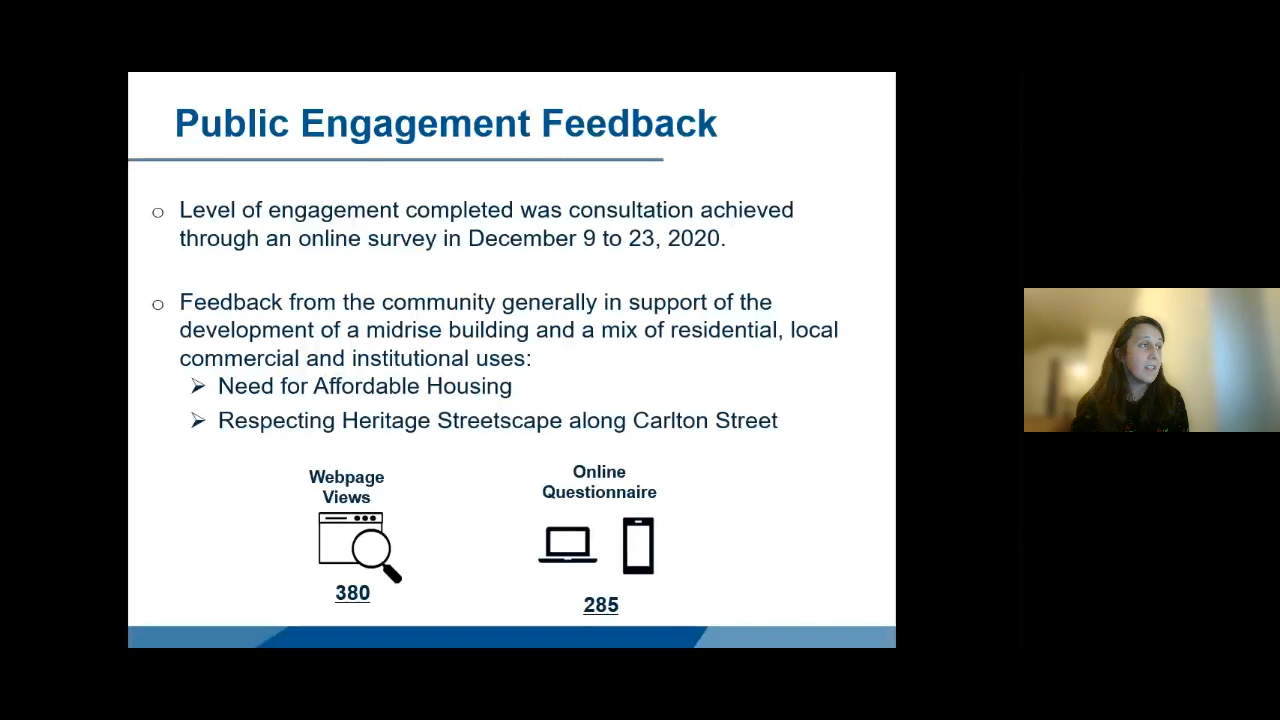 Public Engagement Feedback
Level of engagement completed was consultation achieved
through an online survey in December 9 to 23, 2020.
Feedback from the community generally in support of the
development of a midrise building and a mix of residential, local
commercial and institutional uses:
Need for Affordable Housing
Respecting Heritage Streetscape along Carlton Street
Webpage
Views
380
Online
Questionnaire
285